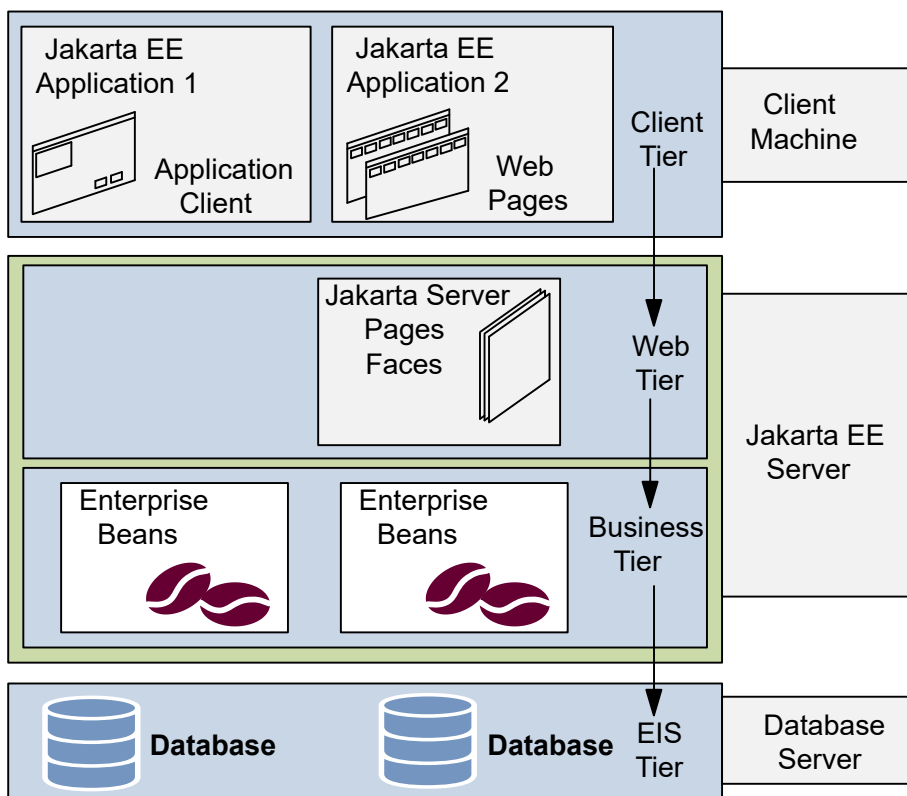 Jakarta EE
Application 1
Application
Client
Jakarta EE
Application 2
Web
Pages
Client
Tier
Client
Machine
Jakarta Server
Pages
Faces
Web
Tier
Jakarta EE
Server
Enterprise
Beans
Enterprise
Beans
Business
Tier
Database
Database
EIS
Tier
Database
Server